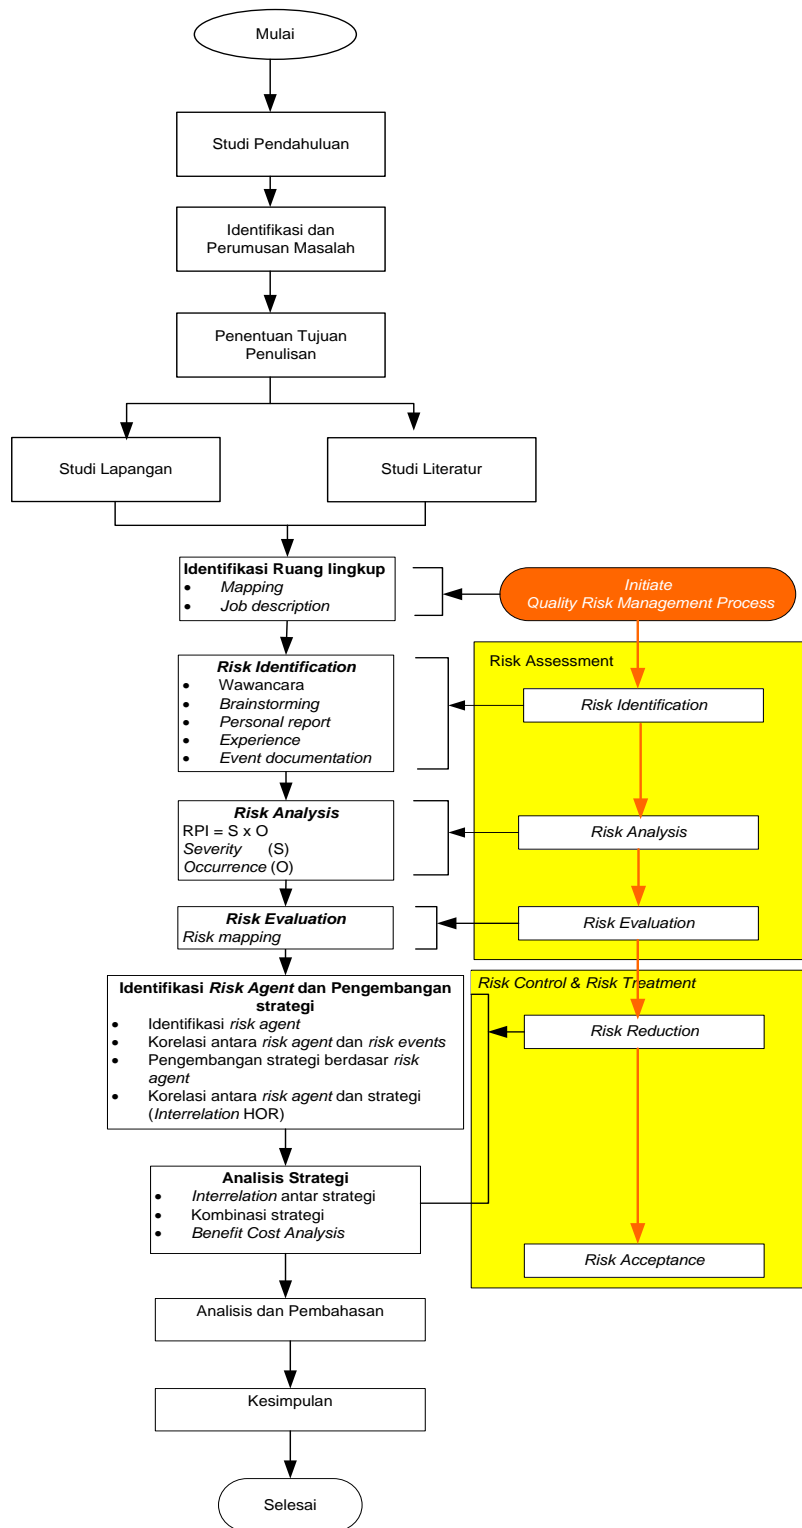 Mulai
Studi Pendahuluan
Identifikasi dan
Perumusan Masalah
Penentuan Tujuan
Penulisan
Studi Lapangan
Studi Literatur
Identifikasi Ruang lingkup
• Mapping
• Job description
Initiate
Quality Risk Management Process
Risk Identification
• Wawancara
• Brainstorming
• Personal report
• Experience
• Event documentation
Risk Assessment
Risk Identification
Risk Analysis
RPI = S x O
Severity (S)
Occurrence (O)
Risk Analysis
Risk Evaluation
Risk mapping
Risk Evaluation
Identifikasi Risk Agent dan Pengembangan
strategi
• Identifikasi risk agent
• Korelasi antara risk agent dan risk events
• Pengembangan strategi berdasar risk
agent
• Korelasi antara risk agent dan strategi
(Interrelation HOR)
Risk Control & Risk Treatment
Risk Reduction
Analisis Strategi
• Interrelation antar strategi
• Kombinasi strategi
• Benefit Cost Analysis
Risk Acceptance
Analisis dan Pembahasan
Kesimpulan
Selesai